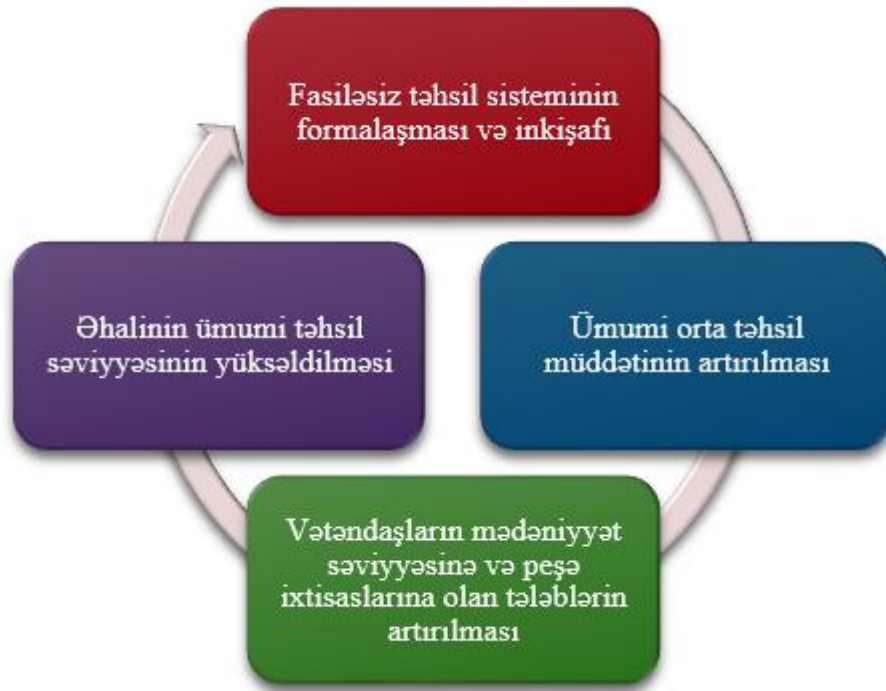 Fasiləsiz təhsil sisteminin
formalaşması və inkişafı
Ümumi orta təhsil
müddətinin artırılması
Vətəndaşların mədəniyyət
səviyyəsinə və peşə
ixtisaslarına olan tələblərin
artırılması
Əhalinin ümumi təhsil
səviyyəsinin yüksəldilməsi